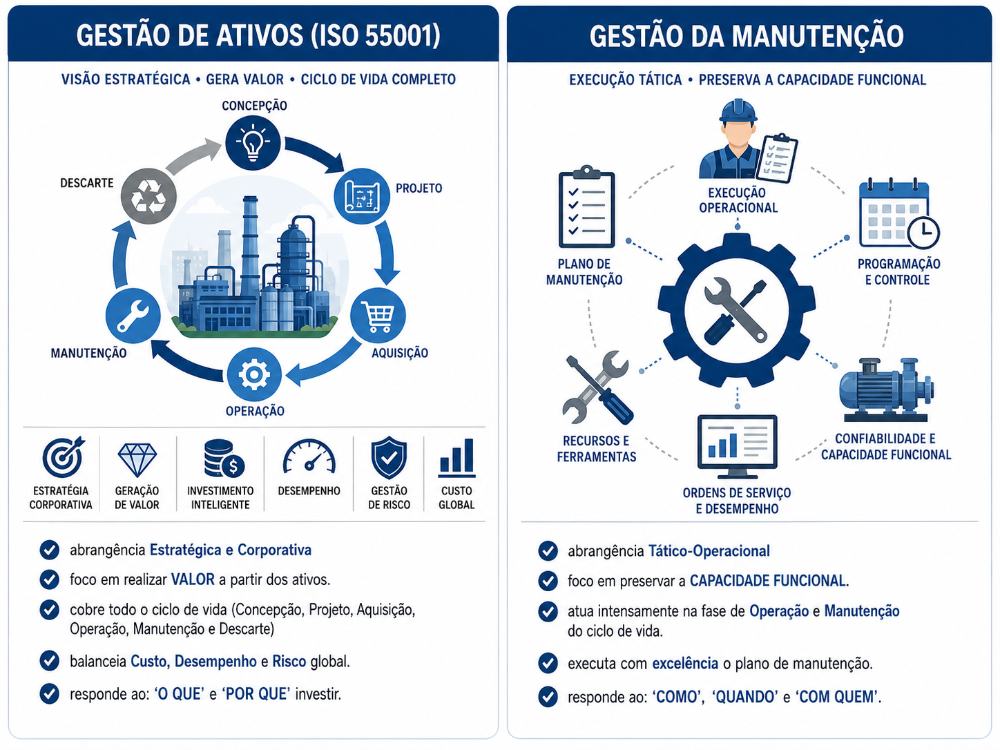 GESTÃO DE ATIVOS (ISO 55001)
VISÃO ESTRATÉGICA • GERA VALOR • CICLO DE VIDA COMPLETO
CONCEPÇÃO
DESCARTE
PROJETO
MANUTENÇÃO
AQUISIÇÃO
OPERAÇÃO
ESTRATÉGIA
CORPORATIVA
GERAÇÃO
DE VALOR
INVESTIMENTO
INTELIGENTE
$
DESEMPENHO
GESTÃO
DE RISCO
CUSTO
GLOBAL
abrangência Estratégica e Corporativa
foco em realizar VALOR a partir dos ativos.
cobre todo o ciclo de vida (Concepção, Projeto, Aquisição,
Operação, Manutenção e Descarte)
balanceia Custo, Desempenho e Risco global.
responde ao: ‘O QUE’ e ‘POR QUE’ investir.
GESTÃO DA MANUTENÇÃO
EXECUÇÃO TÁTICA • PRESERVA A CAPACIDADE FUNCIONAL
EXECUÇÃO
OPERACIONAL
PLANO DE
MANUTENÇÃO
PROGRAMAÇÃO
E CONTROLE
RECURSOS E
FERRAMENTAS
CONFIABILIDADE E
CAPACIDADE FUNCIONAL
ORDENS DE SERVIÇO
E DESEMPENHO
abrangência Tático-Operacional
foco em preservar a CAPACIDADE FUNCIONAL.
atua intensamente na fase de Operação e Manutenção
do ciclo de vida.
executa com excelência o plano de manutenção.
responde ao: ‘COMO’, ‘QUANDO’ e ‘COM QUEM’.